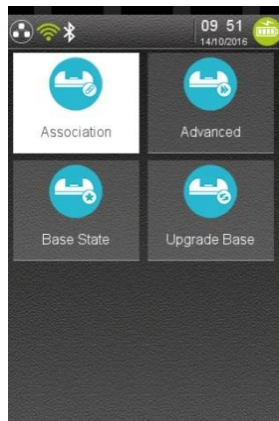 09 51
14/10/2016
Association
Advanced
Base State
Upgrade Base